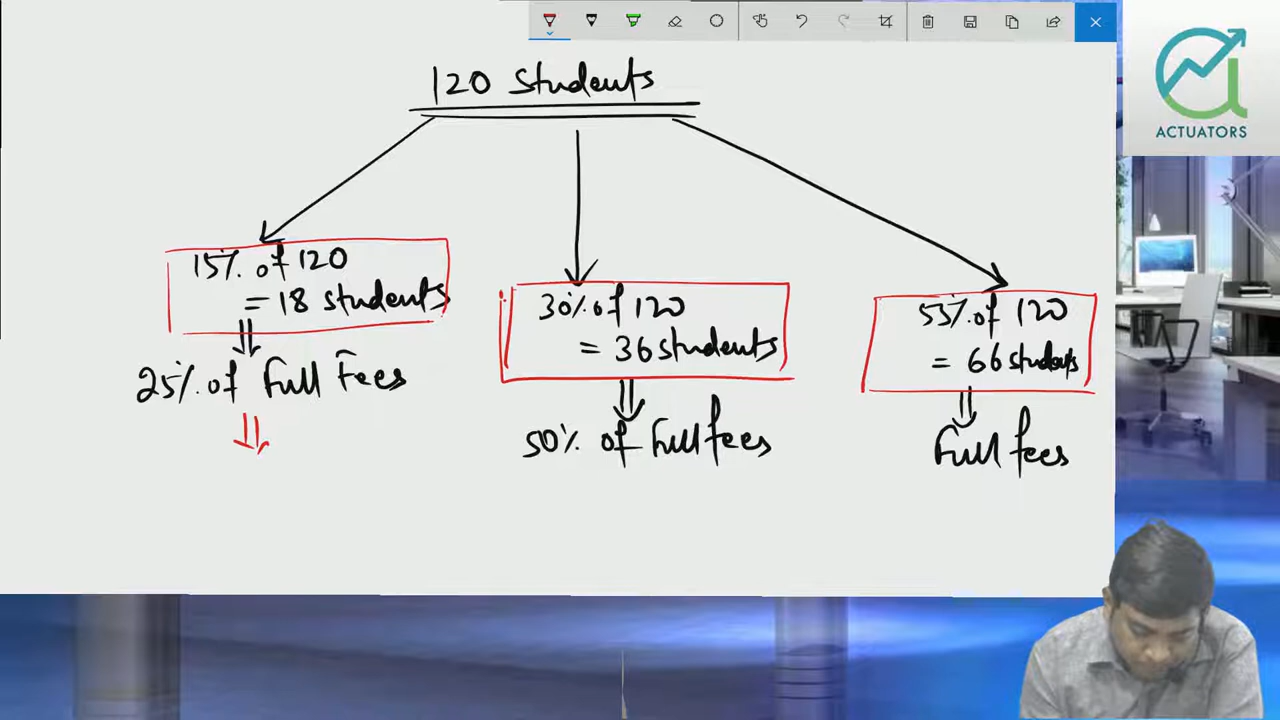 120 Students
ACTUATORS
15% of 120
= 18 students
25% of Full Fees
30% of 120
= 36 students
50% of Full fees
55% of 120
= 66 students
Full fees